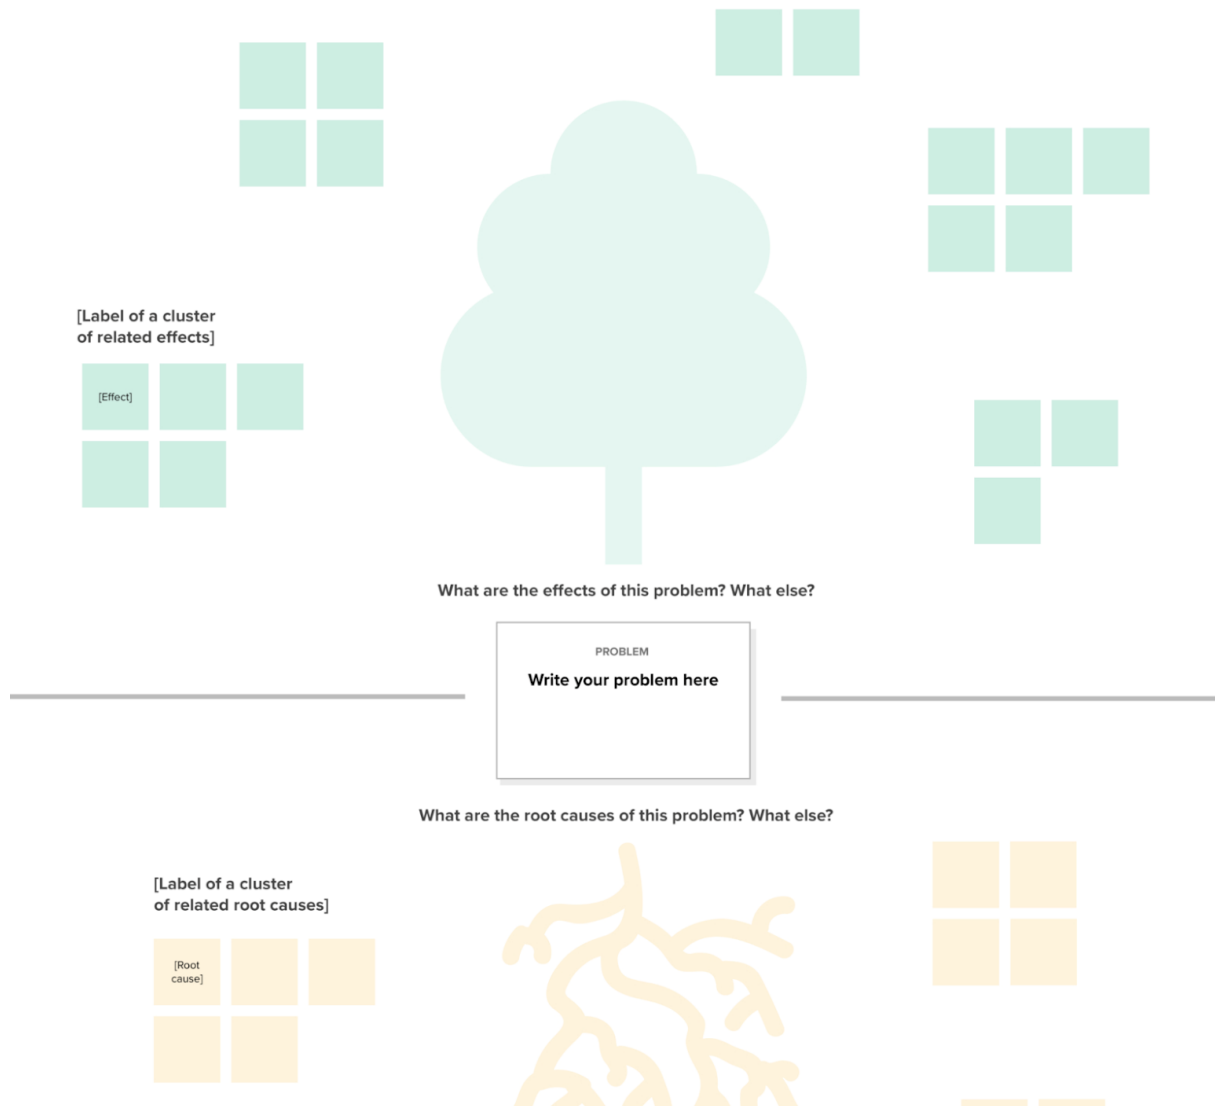 [Label of a cluster
of related effects]
[Effect]
What are the effects of this problem? What else?
PROBLEM
Write your problem here
What are the root causes of this problem? What else?
[Label of a cluster
of related root causes]
[Root
cause]